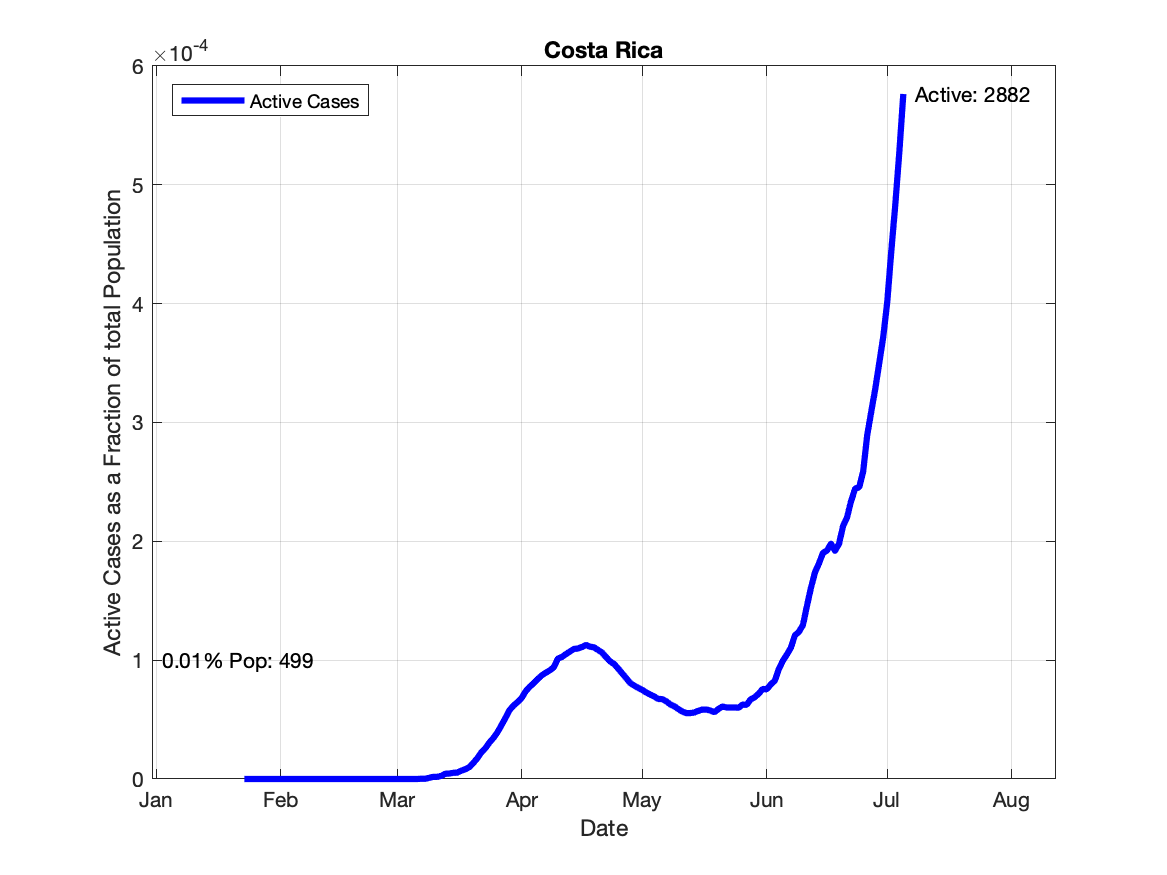 Costa Rica
×10-4
6
5
4
3
2
1
0
Active Cases
Active: 2882
0.01% Pop: 499
Active Cases as a Fraction of total Population
Jan Feb Mar Apr May Jun Jul Aug
Date